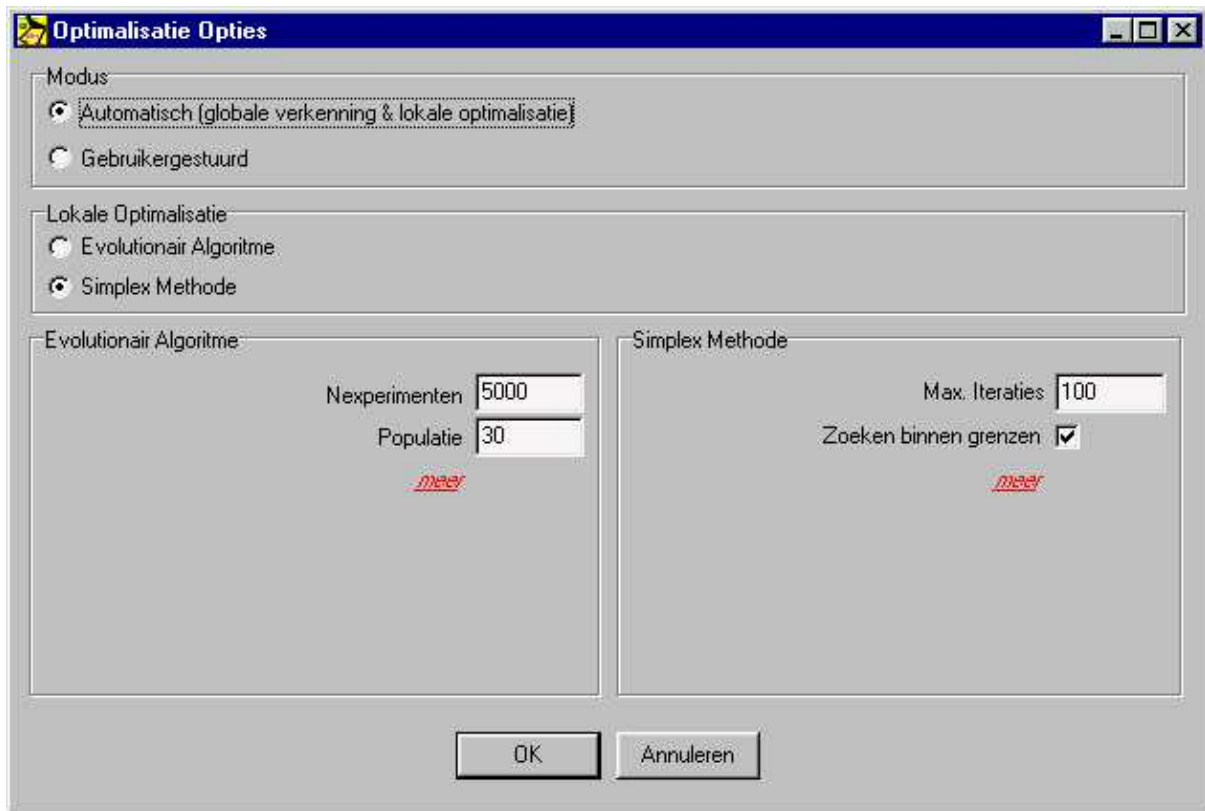 Optimalisatie Opties
Modus
Automatisch (globale verkenning & lokale optimalisatie)
Gebruikergestuurd
Lokale Optimalisatie
Evolutionair Algoritme
Simplex Methode
Evolutionair Algoritme
Nexperimenten 5000
Populatie 30
meer
Simplex Methode
Max. Iteraties 100
Zoeken binnen grenzen
meer
OK
Annuleren